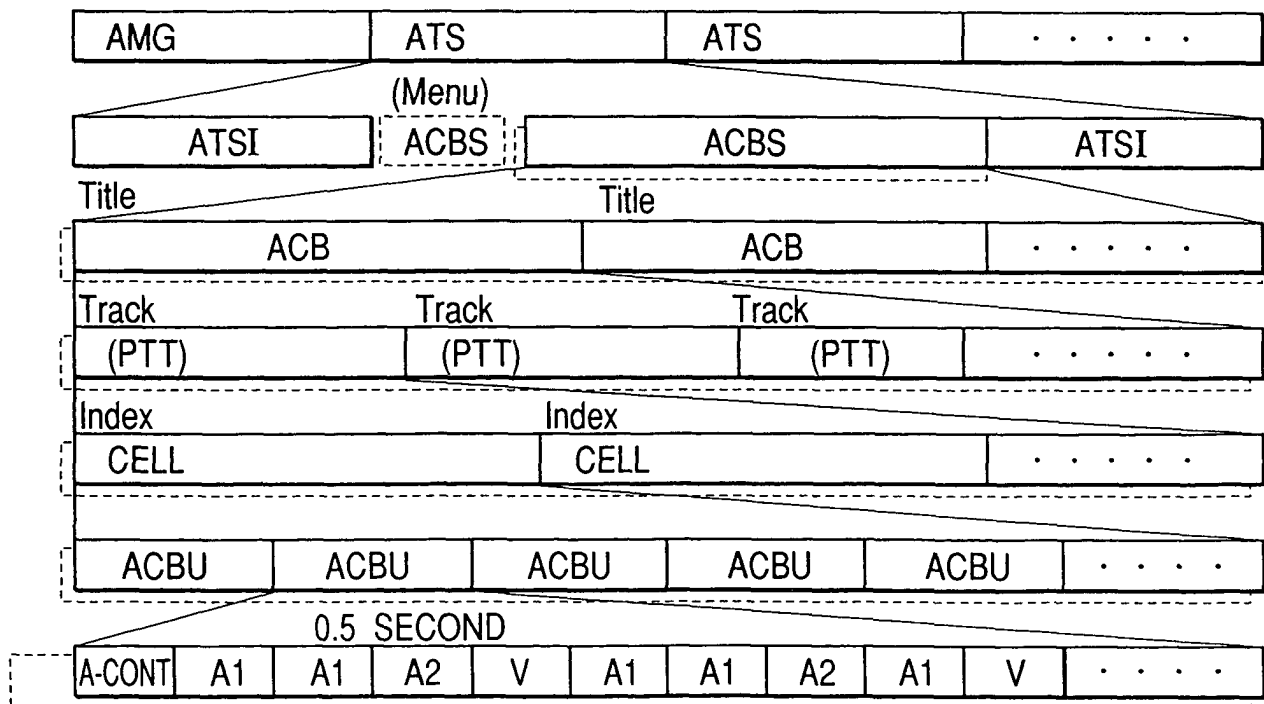 AMG ATS ATS · · · · ·
(Menu)
ATSI ACBS ACBS ATSI
Title Title
ACB ACB · · · · ·
Track Track Track
(PTT) (PTT) (PTT) · · · · ·
Index Index
CELL CELL · · · · ·
ACBU ACBU ACBU ACBU ACBU · · · ·
0.5 SECOND
A-CONT A1 A1 A2 V A1 A1 A2 A1 V · · · ·